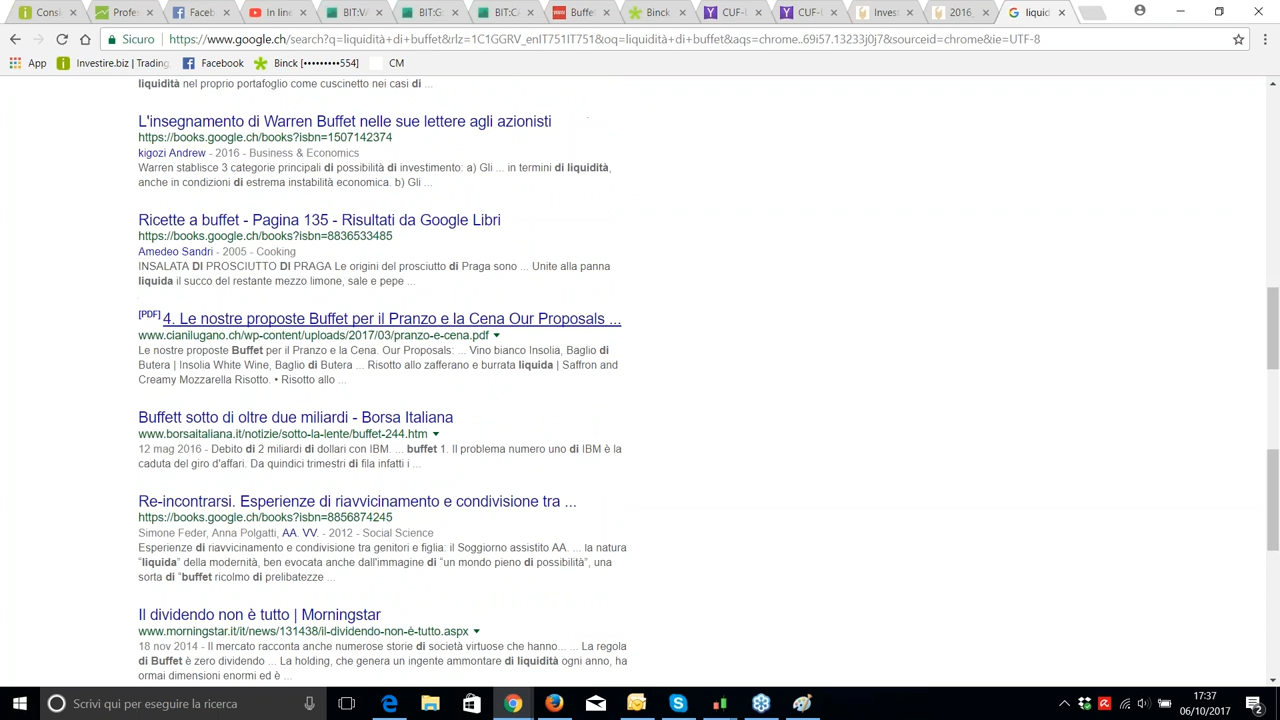 Consi
Profe
Faceb
In line
BIT:V
BIT:G
BIT:C
Buffet
Binck
CUF-U
CUF-U
Invest
2016_
liquid
Sicuro
https://www.google.ch/search?q=liquidità+di+buffet&rlz=1C1GGRV_enIT751IT751&oq=liquidità+di+buffet&aqs=chrome..69i57.13233j0j7&sourceid=chrome&ie=UTF-8
App Investire.biz | Trading, Facebook Binck [••••••••554] CM
liquidità nel proprio portafoglio come cuscinetto nei casi di ...
L'insegnamento di Warren Buffet nelle sue lettere agli azionisti
https://books.google.ch/books?isbn=1507142374
kigozi Andrew - 2016 - Business & Economics
Warren stablisce 3 categorie principali di possibilità di investimento: a) Gli ... in termini di liquidità,
anche in condizioni di estrema instabilità economica. b) Gli ...
Ricette a buffet - Pagina 135 - Risultati da Google Libri
https://books.google.ch/books?isbn=8836533485
Amedeo Sandri - 2005 - Cooking
INSALATA DI PROSCIUTTO DI PRAGA Le origini del prosciutto di Praga sono ... Unite alla panna
liquida il succo del restante mezzo limone, sale e pepe ...
[PDF] 4. Le nostre proposte Buffet per il Pranzo e la Cena Our Proposals ...
www.cianilugano.ch/wp-content/uploads/2017/03/pranzo-e-cena.pdf
Le nostre proposte Buffet per il Pranzo e la Cena. Our Proposals: ... Vino bianco Insolia, Baglio di
Butera | Insolia White Wine, Baglio di Butera ... Risotto allo zafferano e burrata liquida | Saffron and
Creamy Mozzarella Risotto. • Risotto allo ...
Buffett sotto di oltre due miliardi - Borsa Italiana
www.borsaitaliana.it/notizie/sotto-la-lente/buffet-244.htm
12 mag 2016 - Debito di 2 miliardi di dollari con IBM. ... buffet 1. Il problema numero uno di IBM è la
caduta del giro d'affari. Da quindici trimestri di fila infatti i ...
Re-incontrarsi. Esperienze di riavvicinamento e condivisione tra ...
https://books.google.ch/books?isbn=8856874245
Simone Feder, Anna Polgatti, AA. VV. - 2012 - Social Science
Esperienze di riavvicinamento e condivisione tra genitori e figlia: il Soggiorno assistito AA. ... la natura
“liquida” della modernità, ben evocata anche dall'immagine di “un mondo pieno di possibilità”, una
sorta di “buffet ricolmo di prelibatezze ...
Il dividendo non è tutto | Morningstar
www.morningstar.it/it/news/131438/il-dividendo-non-è-tutto.aspx
18 nov 2014 - Il mercato racconta anche numerose storie di società virtuose che hanno... ... La regola
di Buffet è zero dividendo ... La holding, che genera un ingente ammontare di liquidità ogni anno, ha
ormai dimensioni enormi ed è ...
Scrivi qui per eseguire la ricerca
17:37
06/10/2017
2